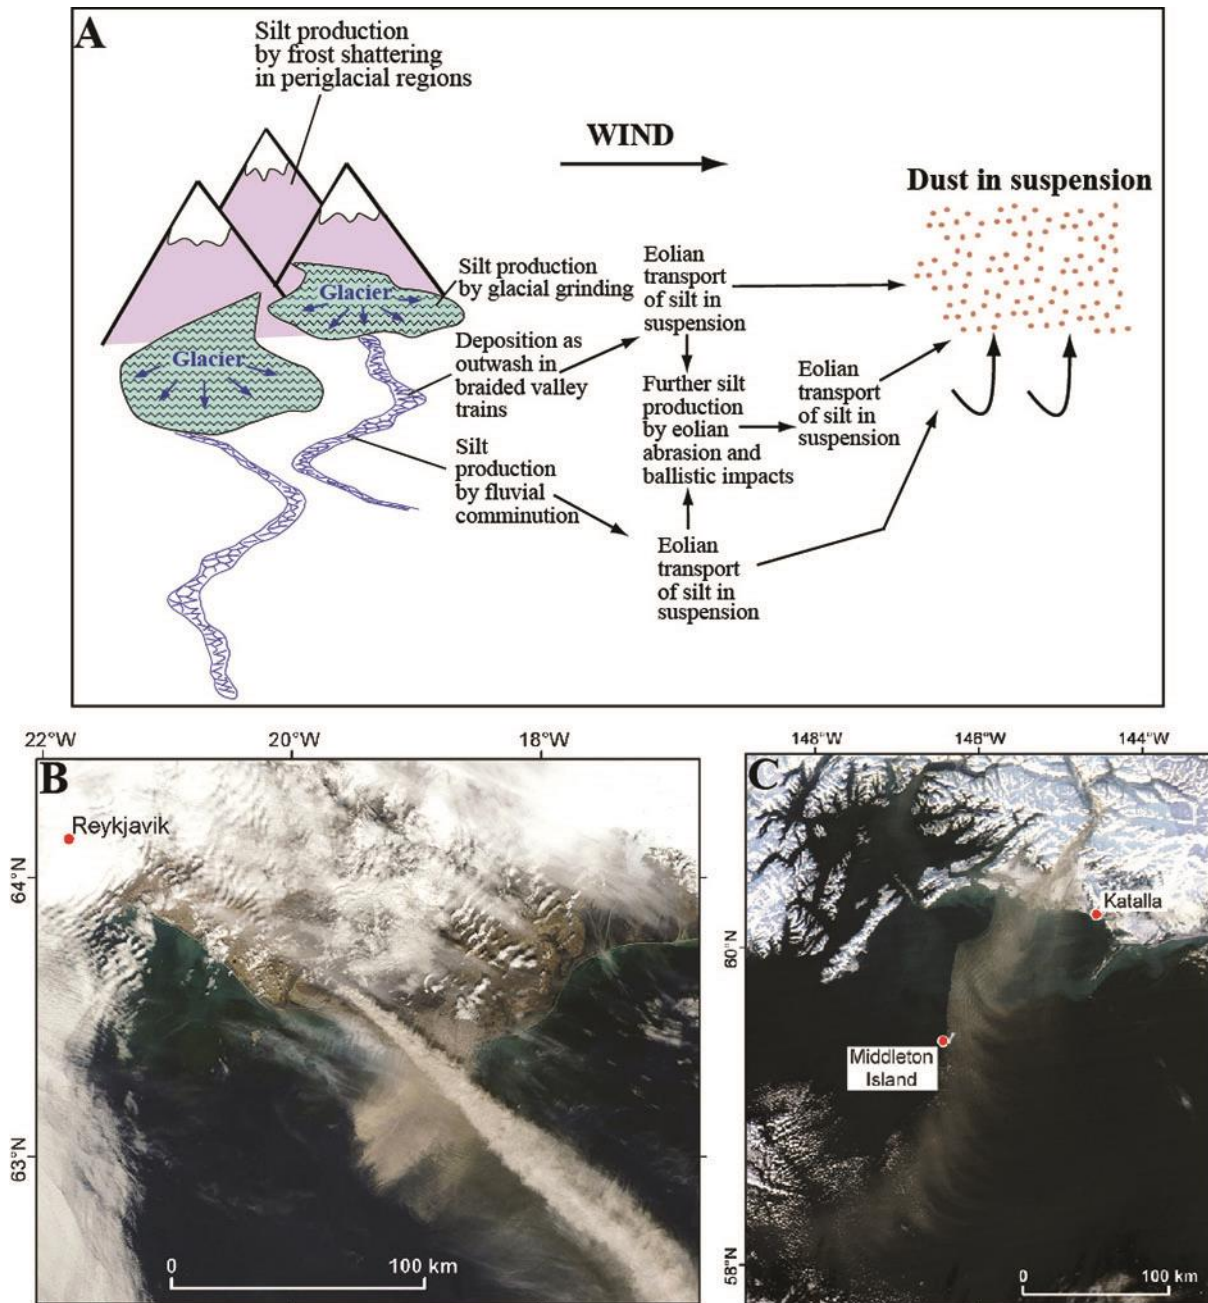 A
Silt production
by frost shattering
in periglacial regions
WIND
Dust in suspension
Silt production
by glacial grinding
Glacier
Glacier
Deposition as
outwash in
braided valley
trains
Silt
production
by fluvial
comminution
Eolian
transport
of silt in
suspension
Further silt
production
by eolian
abrasion and
ballistic impacts
Eolian
transport
of silt in
suspension
Eolian
transport
of silt in
suspension
22°W
20°W
18°W
B
Reykjavik
64°N
63°N
0
100 km
148°W
148°W
144°W
C
Katalla
60°N
Middleton
Island
58°N
0
100 km